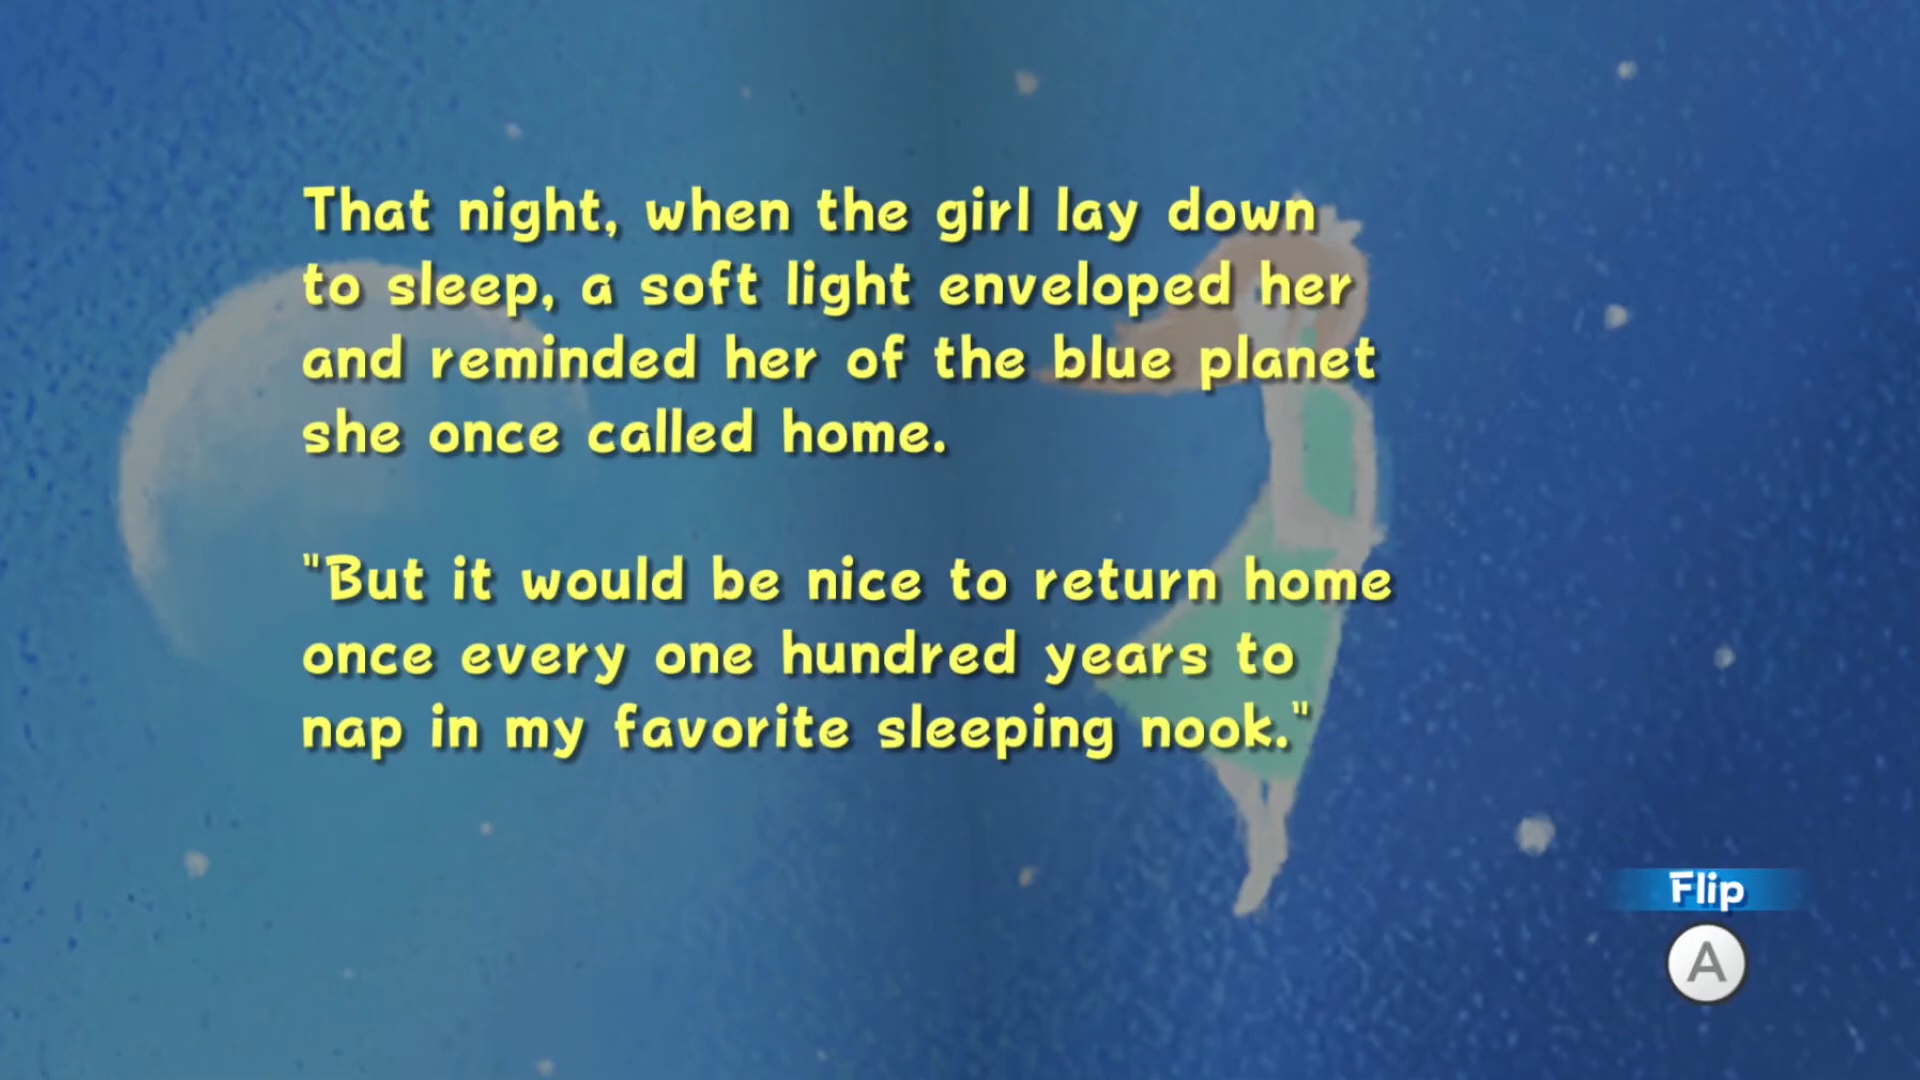 That night, when the girl lay down
to sleep, a soft light enveloped her
and reminded her of the blue planet
she once called home.
"But it would be nice to return home
once every one hundred years to
nap in my favorite sleeping nook."
Flip
A